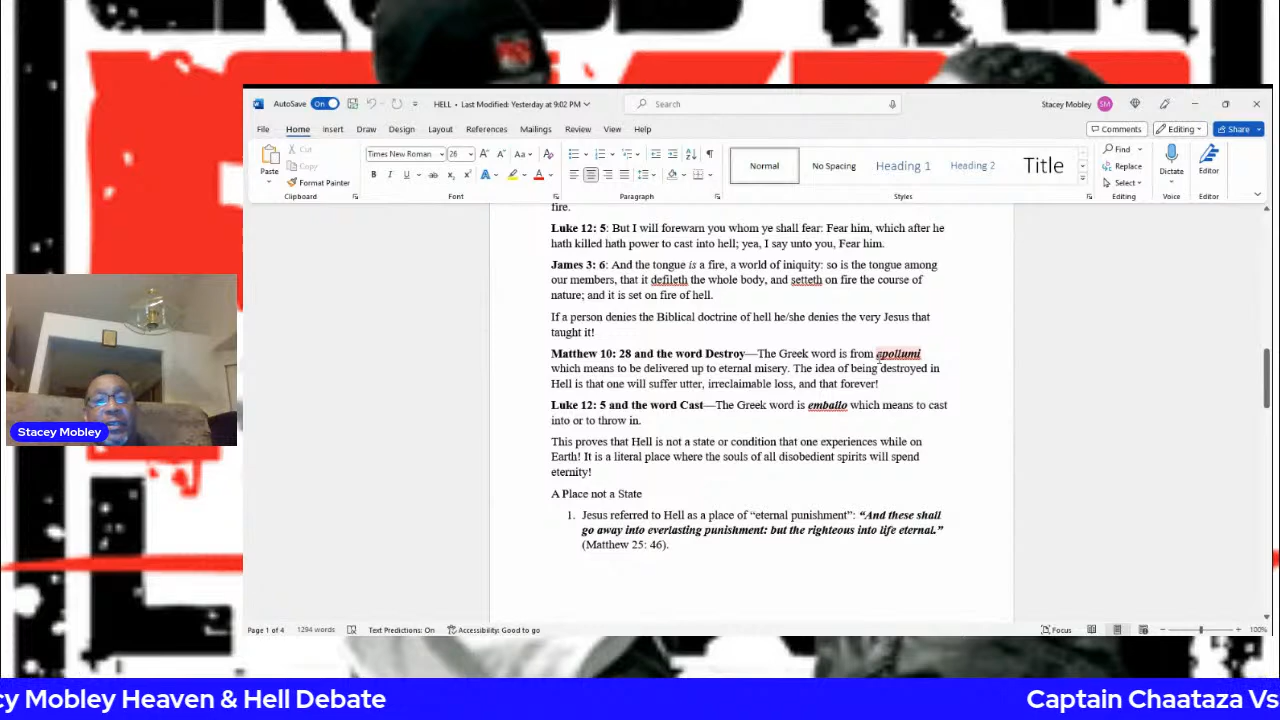 AutoSave On HELL • Last Modified: Yesterday at 9:02 PM Search Stacey Mobley SM
File Home Insert Draw Design Layout References Mailings Review View Help Comments Editing Share
Paste Cut Copy Format Painter
Times New Roman 26
Normal No Spacing Heading 1 Heading 2 Title
Find Replace Select
Dictate Editor
Clipboard Font Paragraph Styles Editing Voice Editor
fire.
Luke 12: 5: But I will forewarn you whom ye shall fear: Fear him, which after he
hath killed hath power to cast into hell; yea, I say unto you, Fear him.
James 3: 6: And the tongue is a fire, a world of iniquity: so is the tongue among
our members, that it defileth the whole body, and setteth on fire the course of
nature; and it is set on fire of hell.
If a person denies the Biblical doctrine of hell he/she denies the very Jesus that
taught it!
Matthew 10: 28 and the word Destroy—The Greek word is from apollumi
which means to be delivered up to eternal misery. The idea of being destroyed in
Hell is that one will suffer utter, irreclaimable loss, and that forever!
Luke 12: 5 and the word Cast—The Greek word is emballo which means to cast
into or to throw in.
This proves that Hell is not a state or condition that one experiences while on
Earth! It is a literal place where the souls of all disobedient spirits will spend
eternity!
A Place not a State
1. Jesus referred to Hell as a place of “eternal punishment”: “And these shall
go away into everlasting punishment: but the righteous into life eternal.”
(Matthew 25: 46).
Page 1 of 4 1294 words Text Predictions: On Accessibility: Good to go Focus 100%
Stacey Mobley
cy Mobley Heaven & Hell Debate Captain Chaataza Vs